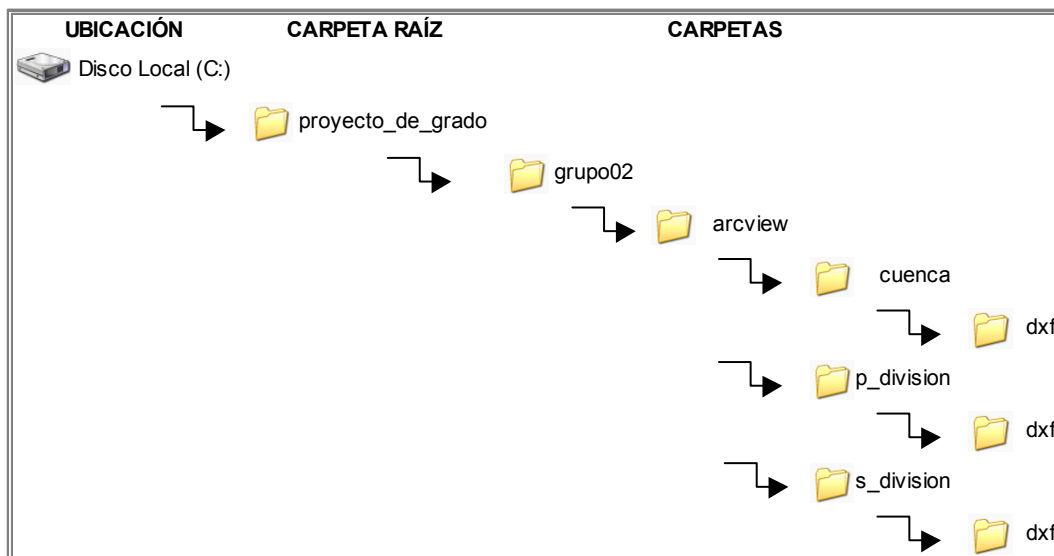 UBICACIÓN CARPETA RAÍZ CARPETAS
Disco Local (C:)
proyecto_de_grado
grupo02
arcview
cuenca
dxf
p_division
dxf
s_division
dxf